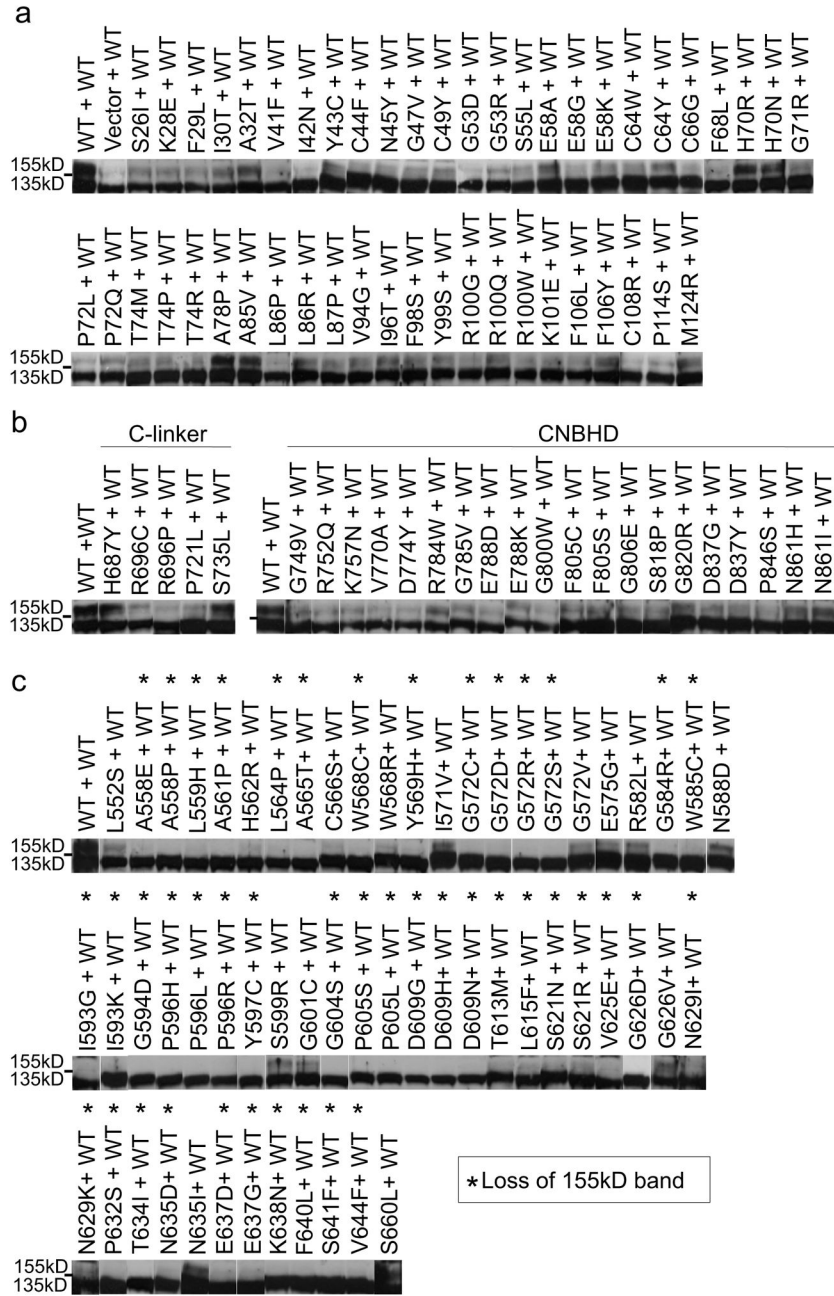 a
WT + WT
Vector + WT
S26I + WT
K28E + WT
F29L + WT
I30T + WT
A32T + WT
V41F + WT
I42N + WT
Y43C + WT
C44F + WT
N45Y + WT
G47V + WT
C49Y + WT
G53D + WT
G53R + WT
S55L + WT
E58A + WT
E58G + WT
E58K + WT
C64W + WT
C64Y + WT
C66G + WT
F68L + WT
H70R + WT
H70N + WT
G71R + WT
155kD
135kD
P72L + WT
P72Q + WT
T74M + WT
T74P + WT
T74R + WT
A78P + WT
A85V + WT
L86P + WT
L86R + WT
L87P + WT
V94G + WT
I96T + WT
F98S + WT
Y99S + WT
R100G + WT
R100Q + WT
R100W + WT
K101E + WT
F106L + WT
F106Y + WT
C108R + WT
P114S + WT
M124R + WT
155kD
135kD
b
C-linker
CNBHD
WT +WT
H687Y + WT
R696C + WT
R696P + WT
P721L + WT
S735L + WT
WT + WT
G749V + WT
R752Q + WT
K757N + WT
V770A + WT
D774Y + WT
R784W + WT
G785V + WT
E788D + WT
E788K + WT
G800W + WT
F805C + WT
F805S + WT
G806E + WT
S818P + WT
G820R + WT
D837G + WT
D837Y + WT
P846S + WT
N861H + WT
N861I + WT
155kD
135kD
c
* * * * * * * * * * * * * *
WT + WT
L552S + WT
A558E + WT
A558P + WT
L559H + WT
A561P + WT
H562R + WT
L564P + WT
A565T+ WT
C566S+ WT
W568C+ WT
W568R+ WT
Y569H+ WT
I571V+ WT
G572C+ WT
G572D+ WT
G572R+ WT
G572S+ WT
G572V+ WT
E575G+ WT
R582L+ WT
G584R+ WT
W585C+ WT
N588D + WT
155kD
135kD
* * * * * * * * * * * * * * * * * * *
I593G + WT
I593K + WT
G594D + WT
P596H + WT
P596L + WT
P596R + WT
Y597C + WT
S599R + WT
G601C + WT
G604S + WT
P605S + WT
P605L + WT
D609G + WT
D609H+ WT
D609N+ WT
T613M+ WT
L615F+ WT
S621N + WT
S621R + WT
V625E+ WT
G626D+ WT
G626V+ WT
N629I+ WT
155kD
135kD
* * * * * * * * * *
N629K+ WT
P632S + WT
T634I + WT
N635D+ WT
N635I+ WT
E637D+ WT
E637G+ WT
K638N+ WT
F640L+ WT
S641F+ WT
V644F+ WT
S660L+ WT
155kD
135kD
* Loss of 155kD band